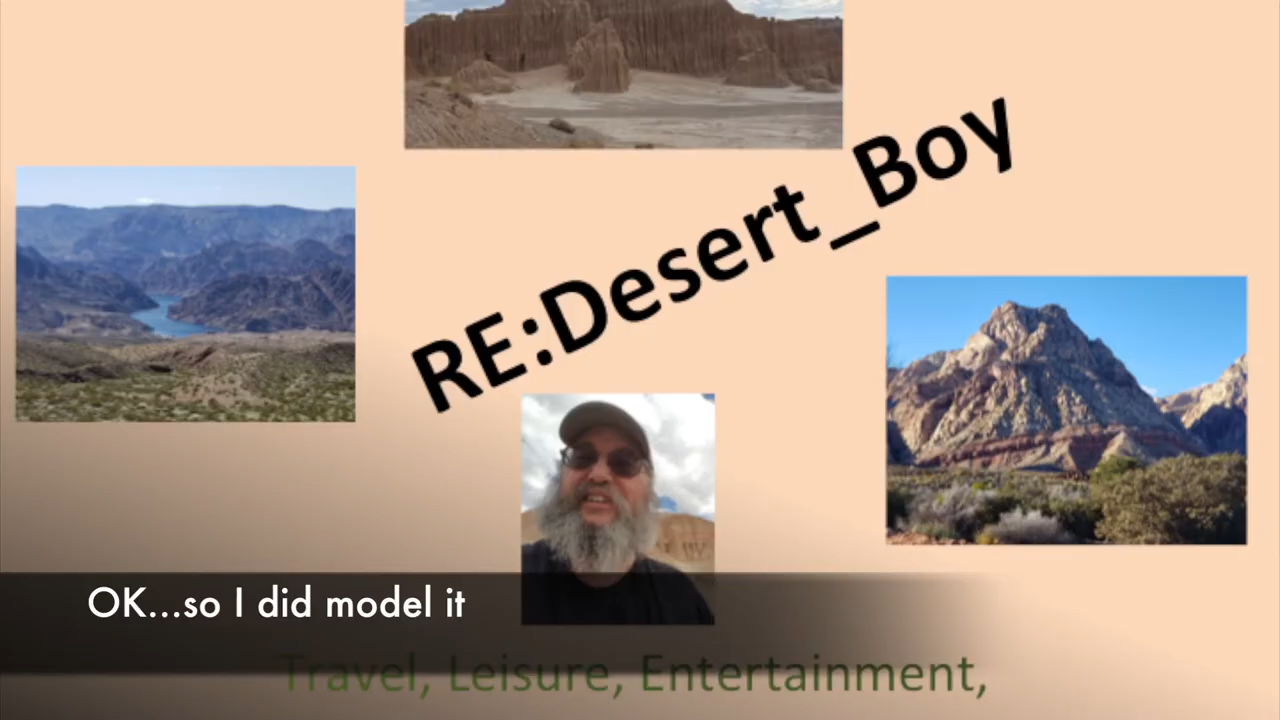 RE:Desert_Boy
OK...so I did model it
Travel, Leisure, Entertainment,